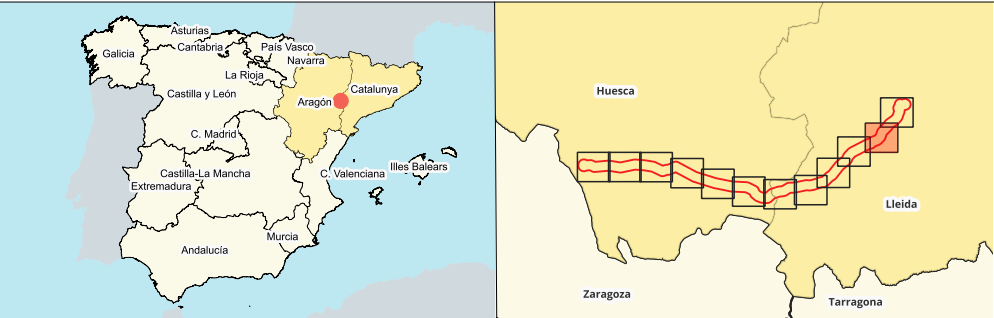 Asturias
Cantabria
País Vasco
Galicia
Navarra
La Rioja
Catalunya
Castilla y León
Aragón
C. Madrid
Castilla-La Mancha
C. Valenciana
Illes Balears
Extremadura
Murcia
Andalucía
Huesca
Lleida
Zaragoza
Tarragona